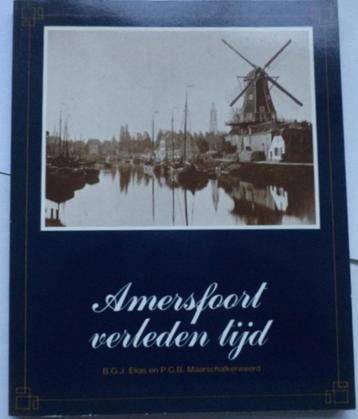 Amersfoort
verleden tijd
B.G.J. Elias en P.C.B. Maarschalkerweerd